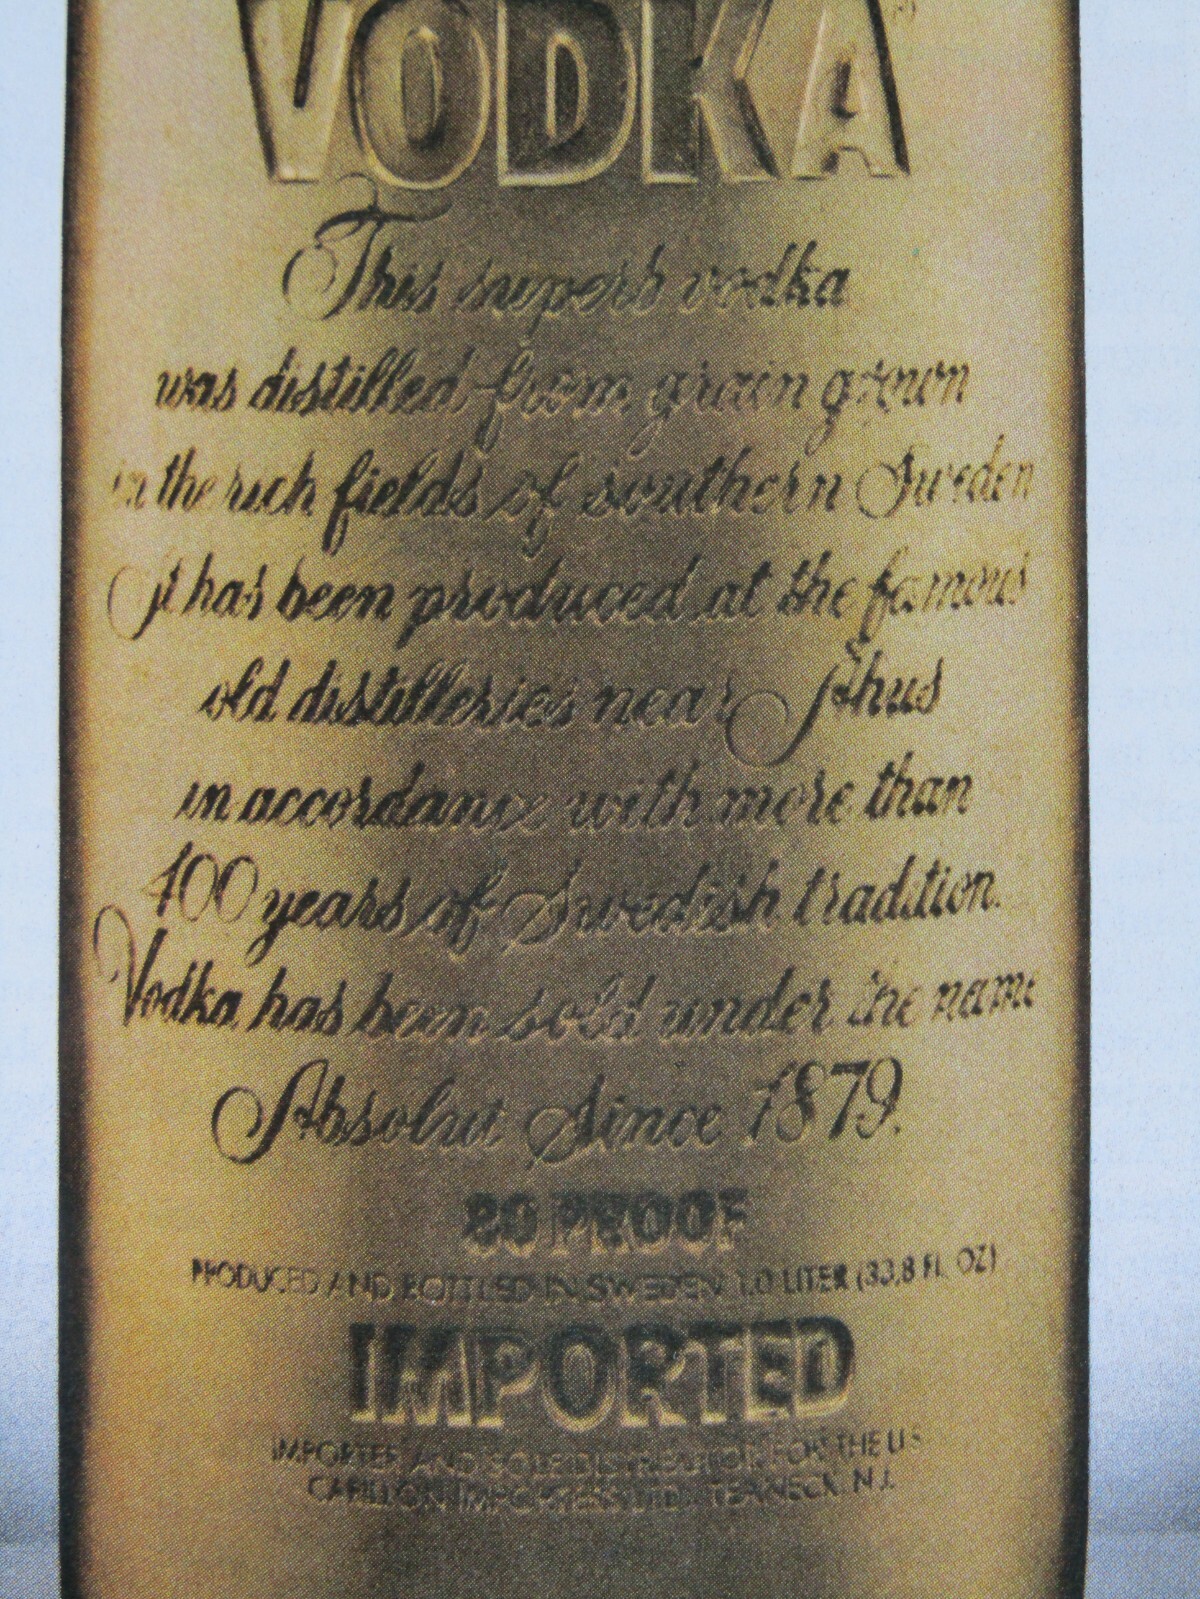 VODKA
This superb vodka
was distilled from grain grown
in the rich fields of southern Sweden
It has been produced at the famous
old distilleries near Åhus
in accordance with more than
400 years of Swedish tradition.
Vodka has been sold under the name
Absolut Since 1879.
80 PROOF
PRODUCED AND BOTTLED IN SWEDEN 1.0 LITER (33.8 FL. OZ)
IMPORTED
IMPORTER AND SOLE DISTRIBUTOR FOR THE U.S.
CARILLON IMPORTERS LTD. TEANECK, N.J.